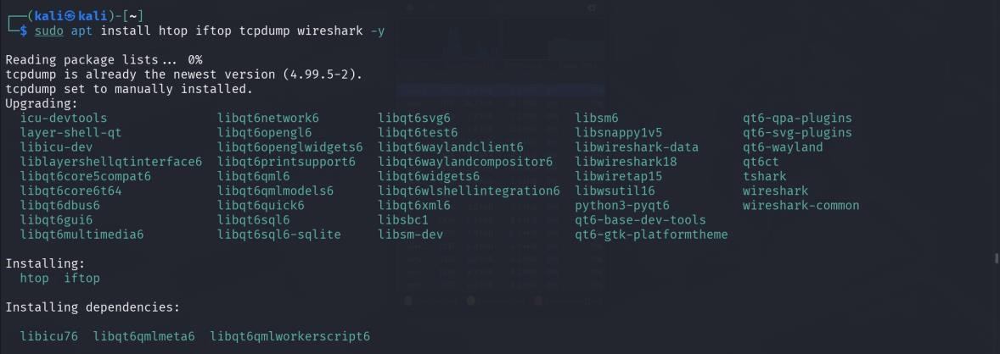 (kali㉿kali)-[~]
$ sudo apt install htop iftop tcpdump wireshark -y
Reading package lists... 0%
tcpdump is already the newest version (4.99.5-2).
tcpdump set to manually installed.
Upgrading:
icu-devtools libqt6network6 libqt6svg6 libsm6 qt6-qpa-plugins
layer-shell-qt libqt6opengl6 libqt6test6 libsnappy1v5 qt6-svg-plugins
libicu-dev libqt6openglwidgets6 libqt6waylandclient6 libwireshark-data qt6-wayland
liblayershellqtinterface6 libqt6printsupport6 libqt6waylandcompositor6 libwireshark18 qt6ct
libqt6core5compat6 libqt6qml6 libqt6widgets6 libwiretap15 tshark
libqt6core6t64 libqt6qmlmodels6 libqt6wlshellintegration6 libwsutil16 wireshark
libqt6dbus6 libqt6quick6 libqt6xml6 python3-pyqt6 wireshark-common
libqt6gui6 libqt6sql6 libsbc1 qt6-base-dev-tools
libqt6multimedia6 libqt6sql6-sqlite libsm-dev qt6-gtk-platformtheme
Installing:
htop iftop
Installing dependencies:
libicu76 libqt6qmlmeta6 libqt6qmlworkerscript6